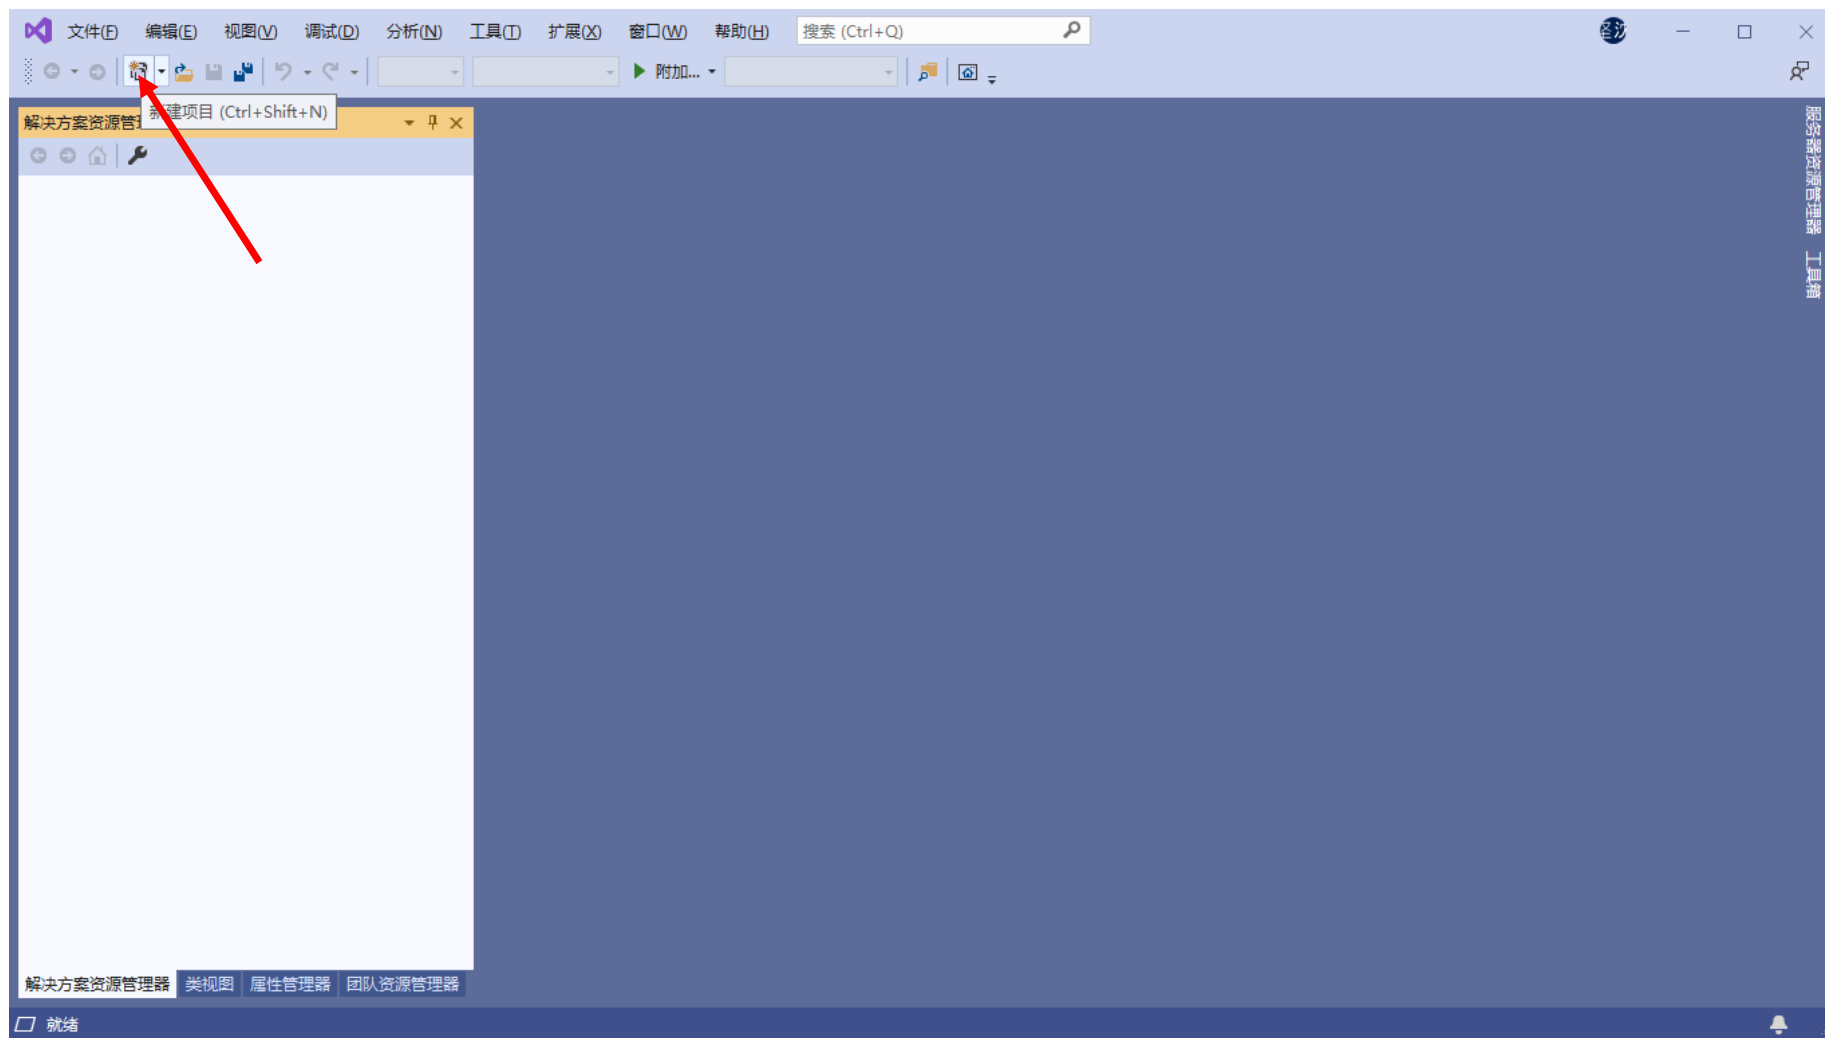 文件(F) 编辑(E) 视图(V) 调试(D) 分析(N) 工具(T) 扩展(X) 窗口(W) 帮助(H) 搜索 (Ctrl+Q)
附加...
新建项目 (Ctrl+Shift+N)
解决方案资源管
服务器资源管理器
工具箱
解决方案资源管理器 类视图 属性管理器 团队资源管理器
就绪